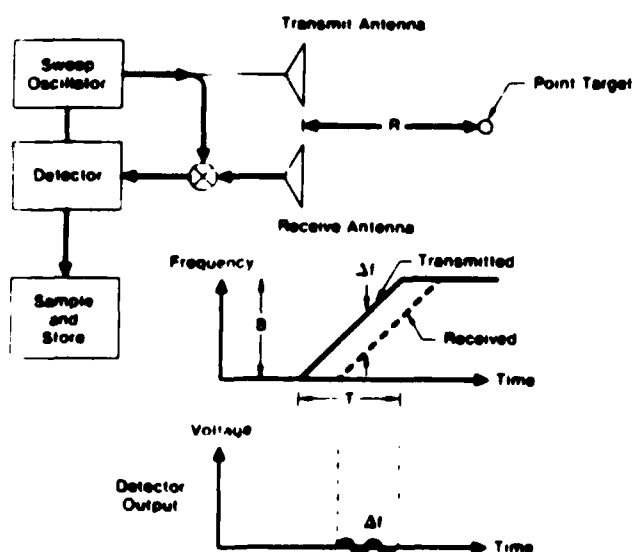 Transmit Antenna
Sweep
Oscillator
Point Target
R
Detector
Receive Antenna
Frequency
Δf
Transmitted
Sample
and
Store
B
Received
Time
T
Voltage
Detector
Output
Δf
Time